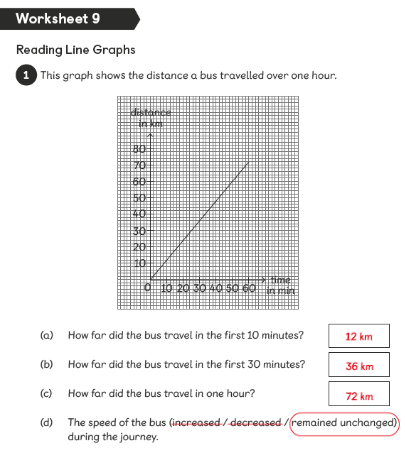 Worksheet 9
Reading Line Graphs
1 This graph shows the distance a bus travelled over one hour.
distance
in km
80
70
60
50
40
30
20
10
0 10 20 30 40 50 60 time
in min
(a) How far did the bus travel in the first 10 minutes? 12 km
(b) How far did the bus travel in the first 30 minutes? 36 km
(c) How far did the bus travel in one hour? 72 km
(d) The speed of the bus (increased / decreased / remained unchanged)
during the journey.